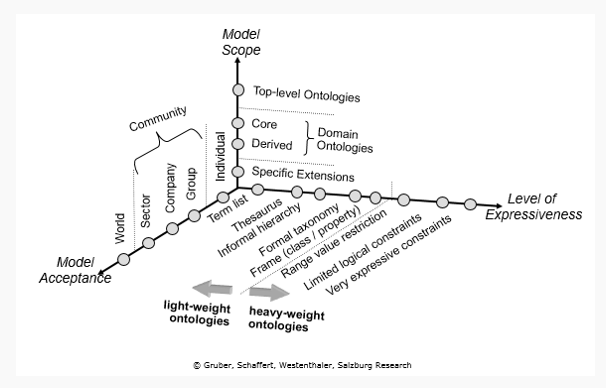 Model
Scope
Top-level Ontologies
Core
Derived
Domain
Ontologies
Specific Extensions
Community
Individual
Group
Company
Sector
World
Model
Acceptance
Level of
Expressiveness
Term list
Thesaurus
Informal hierarchy
Formal taxonomy
Frame (class / property)
Range value restriction
Limited logical constraints
Very expressive constraints
light-weight
ontologies
heavy-weight
ontologies
© Gruber, Schaffert, Westenthaler, Salzburg Research